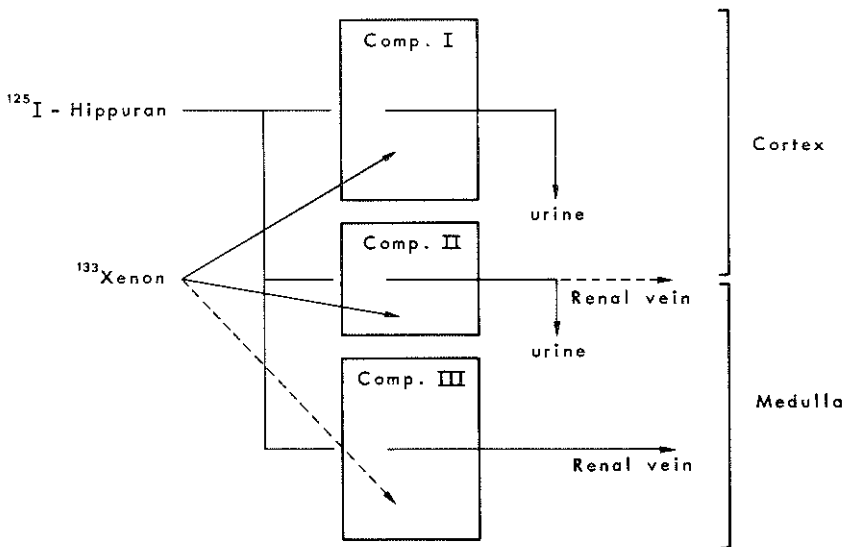 Comp. I
¹²⁵I - Hippuran
Cortex
urine
Comp. II
¹³³Xenon
Renal vein
urine
Comp. III
Medulla
Renal vein